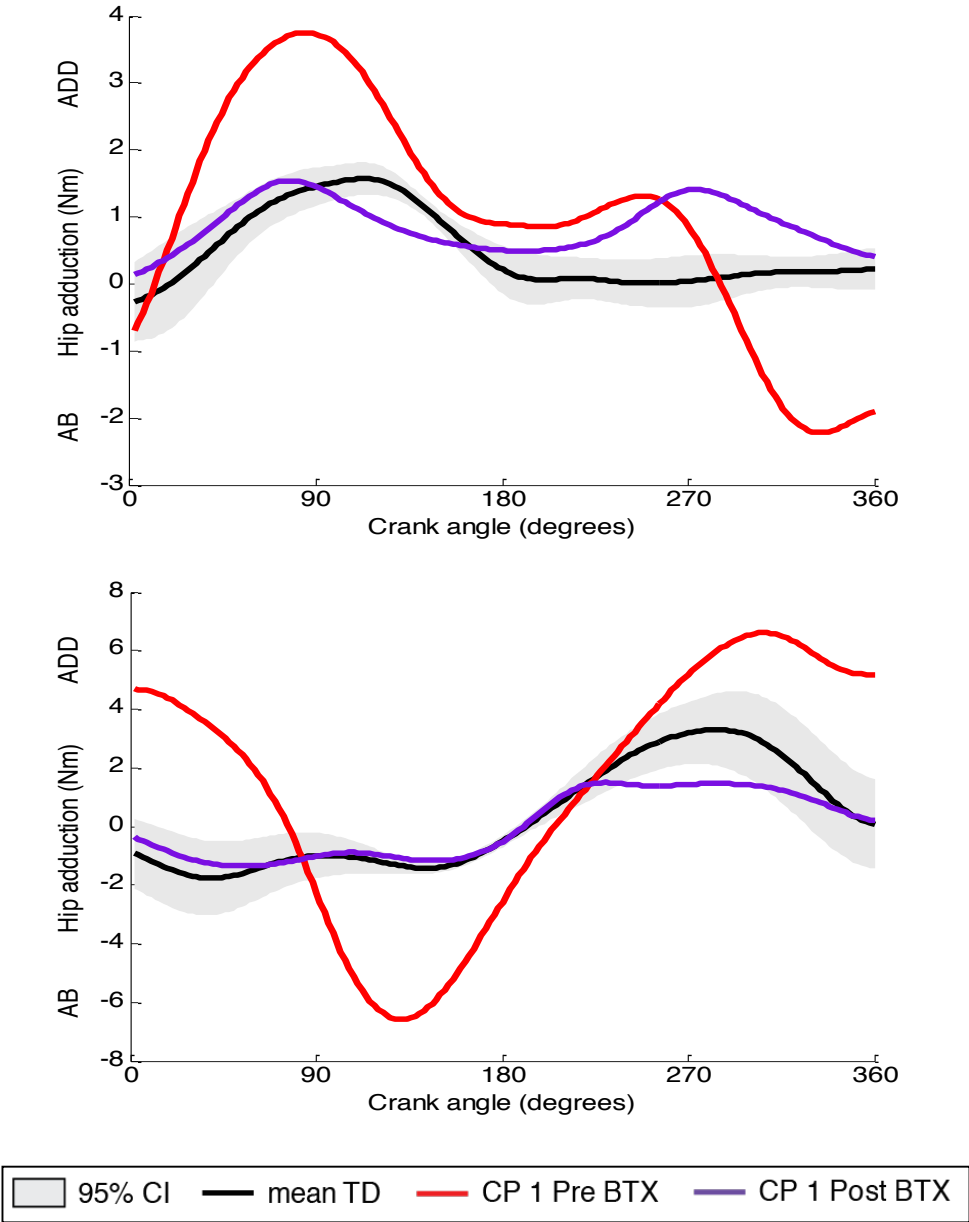 4
3
2
1
0
-1
-2
-3
ADD
Hip adduction (Nm)
AB
0 90 180 270 360
Crank angle (degrees)
8
6
4
2
0
-2
-4
-6
-8
ADD
Hip adduction (Nm)
AB
0 90 180 270 360
Crank angle (degrees)
95% CI mean TD CP 1 Pre BTX CP 1 Post BTX